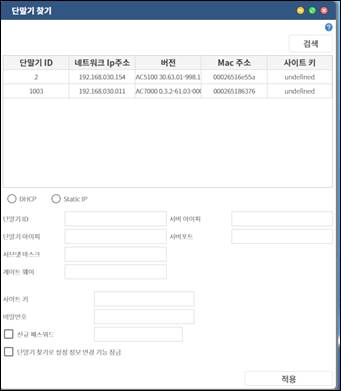 단말기 찾기
검색
단말기 ID 네트워크 Ip주소 버전 Mac 주소 사이트 키
2 192.168.030.154 AC5100 30.63.01-998.1 00026516e55a undefined
1003 192.168.030.011 AC7000 0.3.2-61.03-00 000265186376 undefined
DHCP Static IP
단말기 ID 서버 아이피
단말기 아이피 서버포트
서브넷 마스크
게이트 웨이
사이트 키
비밀번호
신규 패스워드
단말기 찾기로 설정 정보 변경 기능 잠금
적용